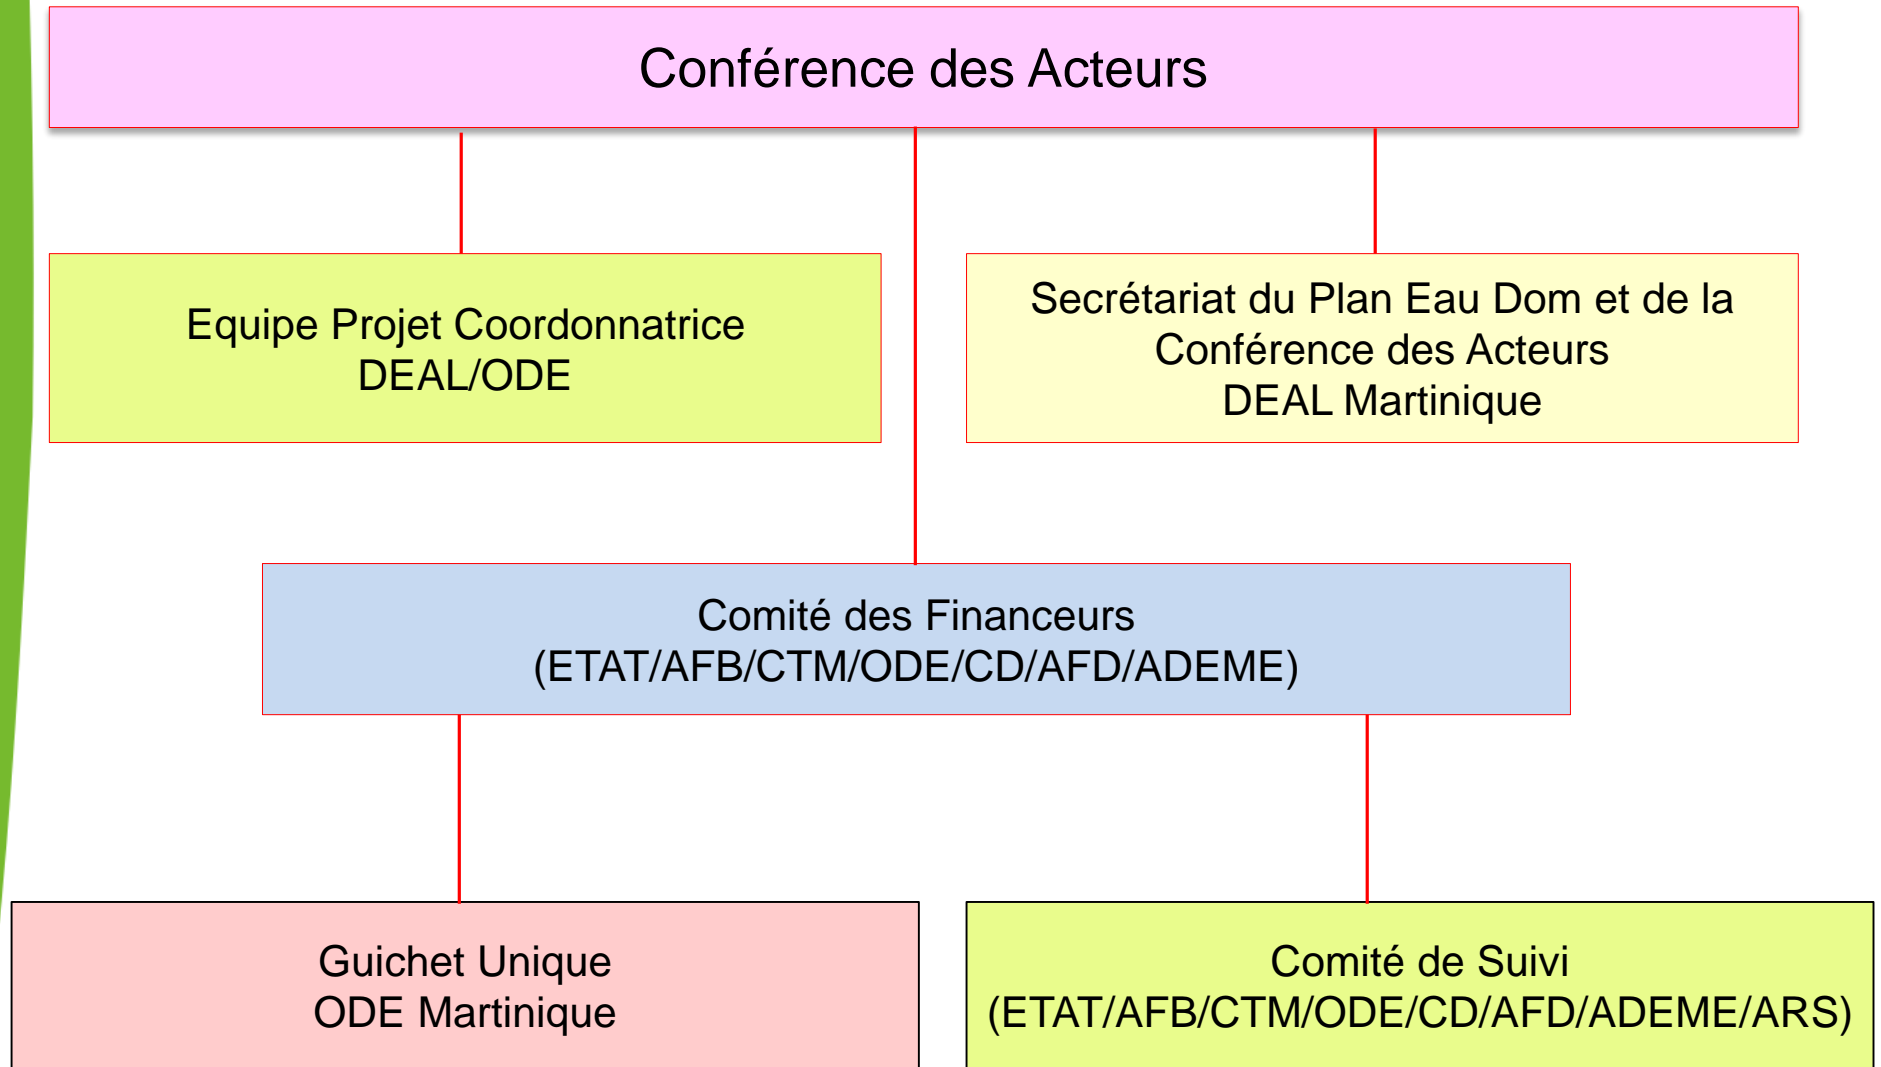 Conférence des Acteurs
Equipe Projet Coordonnatrice
DEAL/ODE
Secrétariat du Plan Eau Dom et de la
Conférence des Acteurs
DEAL Martinique
Comité des Financeurs
(ETAT/AFB/CTM/ODE/CD/AFD/ADEME)
Guichet Unique
ODE Martinique
Comité de Suivi
(ETAT/AFB/CTM/ODE/CD/AFD/ADEME/ARS)